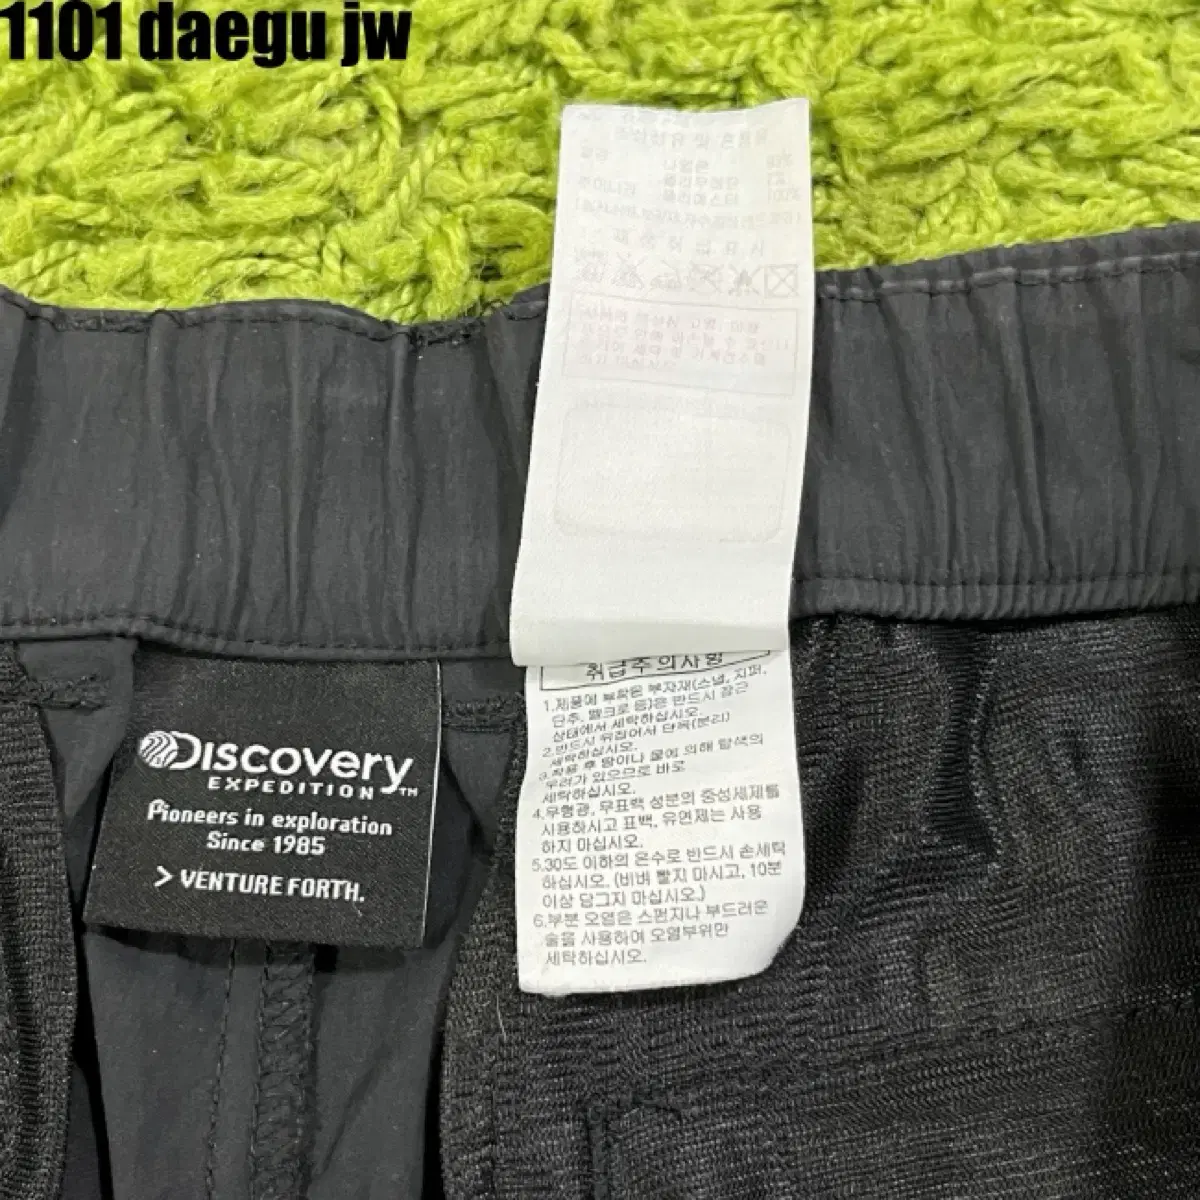 1101 daegu jw
취급주의사항
1.제품에 부착된 부자재(스냅, 지퍼,
단추, 벨크로 등)은 반드시 잠근
상태에서 세탁하십시오.
2.반드시 뒤집어서 단독(분리)
세탁하십시오.
3.착용 후 땀이나 물에 의해 탈색의
우려가 있으므로 바로
세탁하십시오.
4.무형광, 무표백 성분의 중성세제를
사용하시고 표백, 유연제는 사용
하지 마십시오.
5.30도 이하의 온수로 반드시 손세탁
하십시오. (비벼 빨지 마시고, 10분
이상 담그지 마십시오.)
6.부분 오염은 스펀지나 부드러운
솔을 사용하여 오염부위만
세탁하십시오.
Discovery
EXPEDITION™
Pioneers in exploration
Since 1985
> VENTURE FORTH.